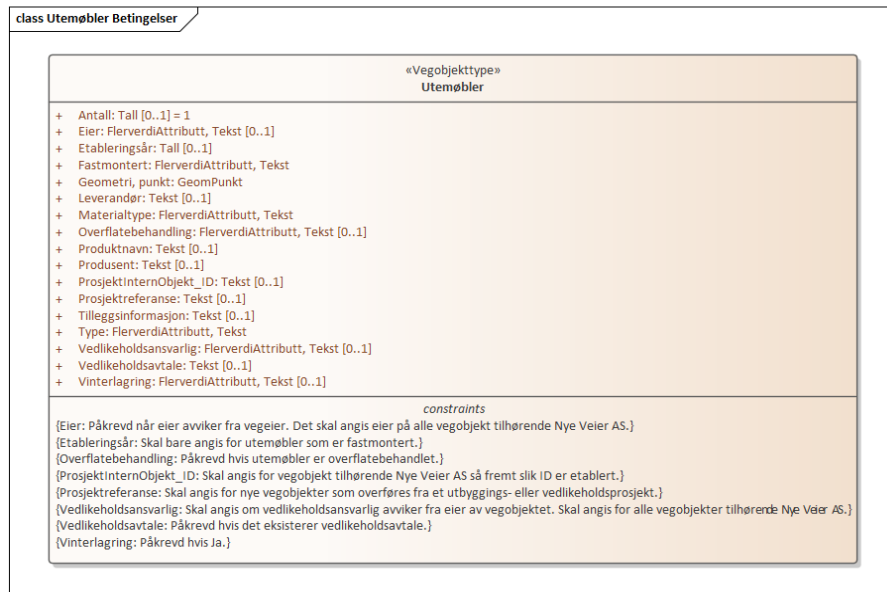 class Utemøbler Betingelser
«Vegobjekttype»
Utemøbler
+ Antall: Tall [0..1] = 1
+ Eier: FlerverdiAttributt, Tekst [0..1]
+ Etableringsår: Tall [0..1]
+ Fastmontert: FlerverdiAttributt, Tekst
+ Geometri, punkt: GeomPunkt
+ Leverandør: Tekst [0..1]
+ Materialtype: FlerverdiAttributt, Tekst
+ Overflatebehandling: FlerverdiAttributt, Tekst [0..1]
+ Produktnavn: Tekst [0..1]
+ Produsent: Tekst [0..1]
+ ProsjektInternObjekt_ID: Tekst [0..1]
+ Prosjektreferanse: Tekst [0..1]
+ Tilleggsinformasjon: Tekst [0..1]
+ Type: FlerverdiAttributt, Tekst
+ Vedlikeholdsansvarlig: FlerverdiAttributt, Tekst [0..1]
+ Vedlikeholdsavtale: Tekst [0..1]
+ Vinterlagring: FlerverdiAttributt, Tekst [0..1]
constraints
{Eier: Påkrevd når eier avviker fra vegeier. Det skal angis eier på alle vegobjekt tilhørende Nye Veier AS.}
{Etableringsår: Skal bare angis for utemøbler som er fastmontert.}
{Overflatebehandling: Påkrevd hvis utemøbler er overflatebehandlet.}
{ProsjektInternObjekt_ID: Skal angis for vegobjekt tilhørende Nye Veier AS så fremt slik ID er etablert.}
{Prosjektreferanse: Skal angis for nye vegobjekter som overføres fra et utbyggings- eller vedlikeholdsprosjekt.}
{Vedlikeholdsansvarlig: Skal angis om vedlikeholdsansvarlig avviker fra eier av vegobjektet. Skal angis for alle vegobjekter tilhørende Nye Veier AS.}
{Vedlikeholdsavtale: Påkrevd hvis det eksisterer vedlikeholdsavtale.}
{Vinterlagring: Påkrevd hvis Ja.}